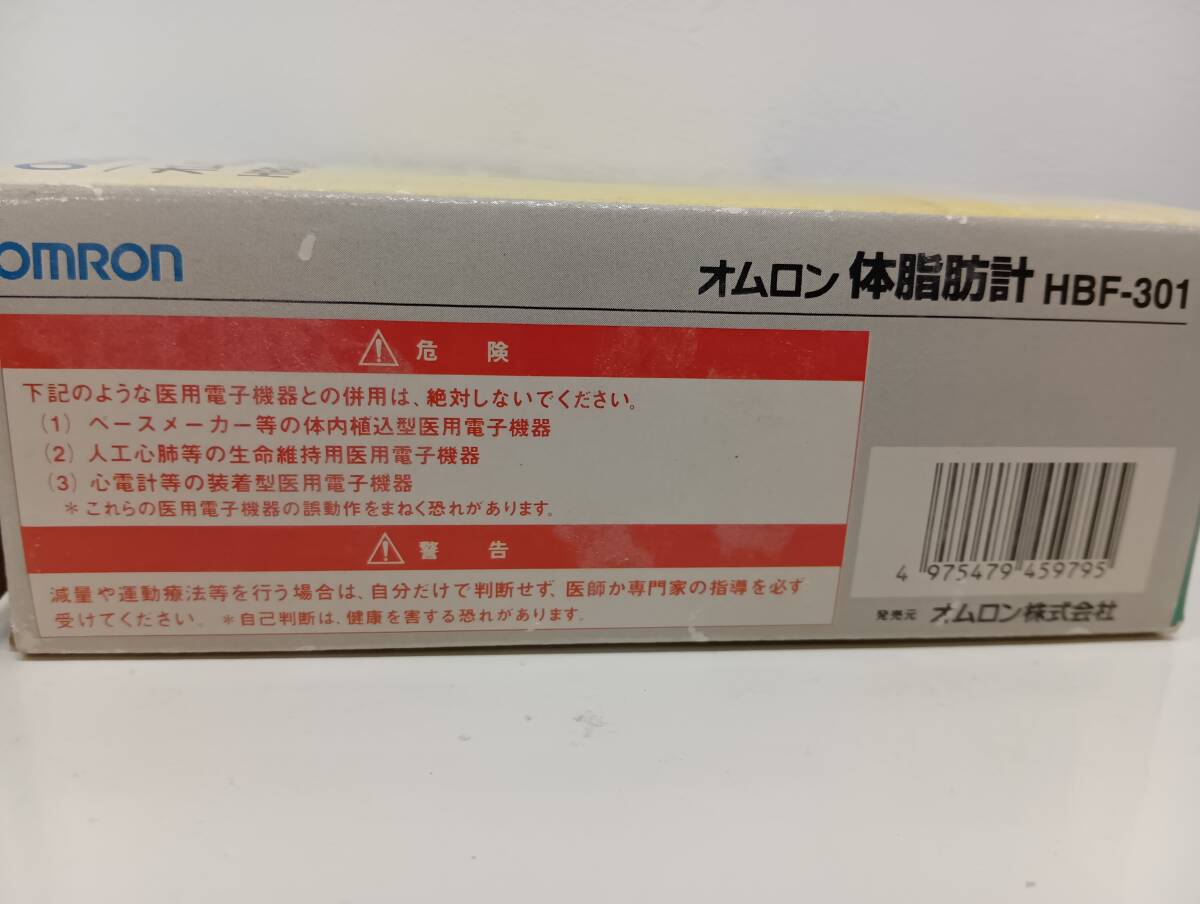 OMRON
オムロン 体脂肪計 HBF-301
危 険
下記のような医用電子機器との併用は、絶対しないでください。
(1) ペースメーカー等の体内植込型医用電子機器
(2) 人工心肺等の生命維持用医用電子機器
(3) 心電計等の装着型医用電子機器
＊これらの医用電子機器の誤動作をまねく恐れがあります。
警 告
減量や運動療法等を行う場合は、自分だけで判断せず、医師か専門家の指導を必ず
受けてください。＊自己判断は、健康を害する恐れがあります。
4 975479 459795
発売元 オムロン株式会社